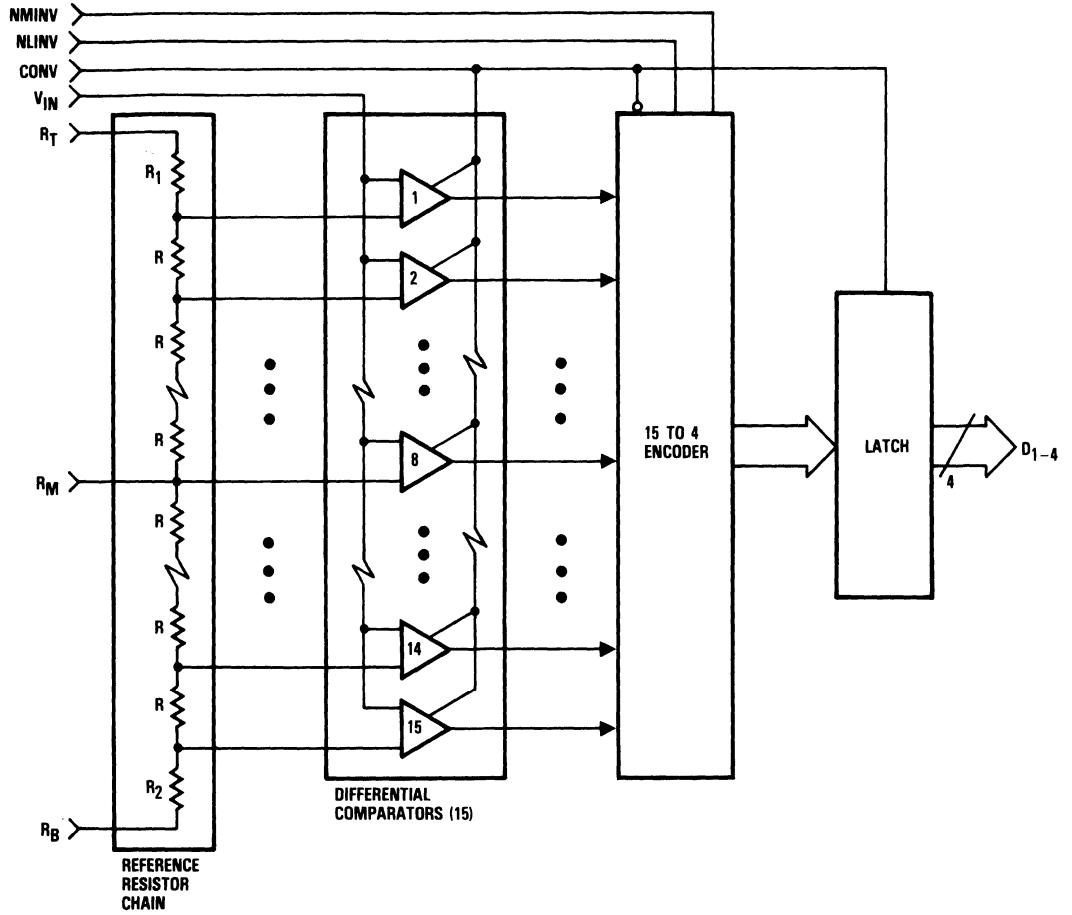 NMINV
NLINV
CONV
VIN
RT
R1
R
R
R
RM
R
R
R
R2
RB
REFERENCE
RESISTOR
CHAIN
1
2
8
14
15
DIFFERENTIAL
COMPARATORS (15)
15 TO 4
ENCODER
LATCH
4
D1-4